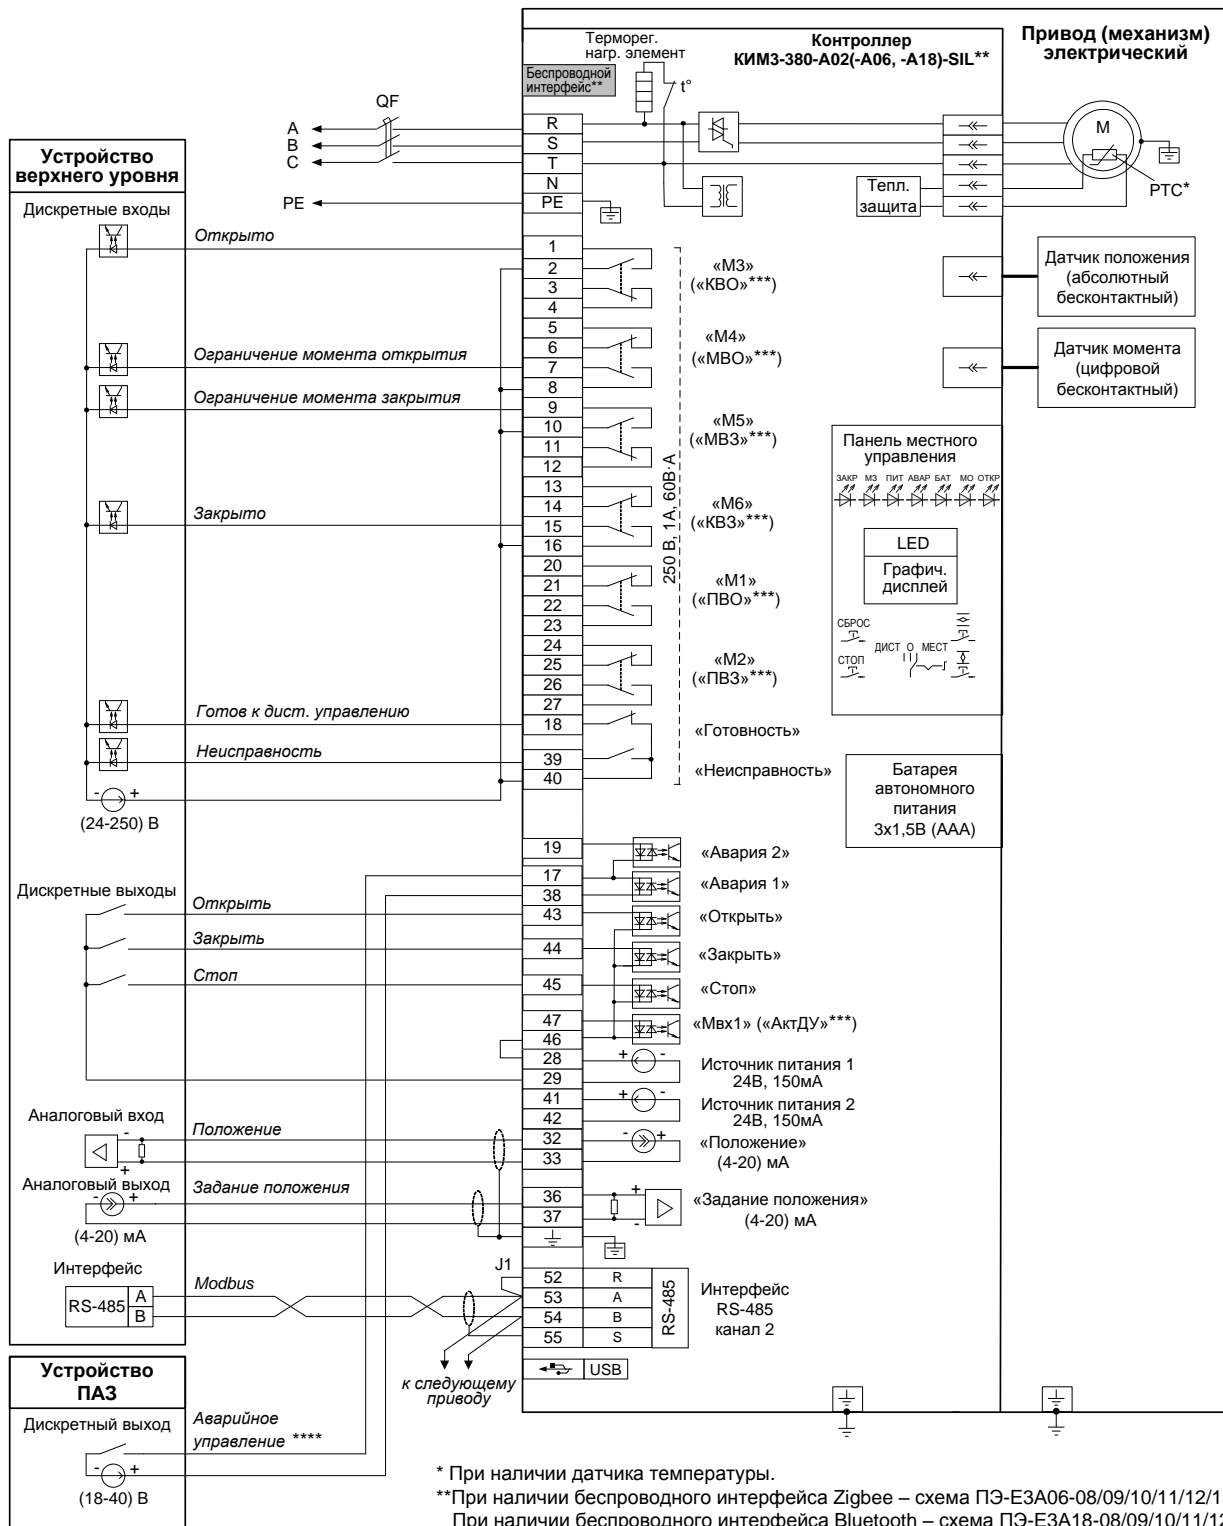 Привод (механизм)
электрический
Контроллер
КИМ3-380-А02(-А06, -А18)-SIL**
Терморег.
нагр. элемент
t°
Беспроводной
интерфейс**
QF
A
B
C
PE
R
S
T
N
PE
M
PTC*
Тепл.
защита
Устройство
верхнего уровня
Дискретные входы
Открыто
Ограничение момента открытия
Ограничение момента закрытия
Закрыто
Готов к дист. управлению
Неисправность
- +
(24-250) В
1
2
3
4
5
6
7
8
9
10
11
12
13
14
15
16
20
21
22
23
24
25
26
27
18
39
40
«М3»
(«КВО»***)
«М4»
(«МВО»***)
«М5»
(«МВЗ»***)
«М6»
(«КВЗ»***)
«М1»
(«ПВО»***)
«М2»
(«ПВЗ»***)
«Готовность»
«Неисправность»
250 В, 1А, 60В·А
Датчик положения
(абсолютный
бесконтактный)
Датчик момента
(цифровой
бесконтактный)
Панель местного
управления
ЗАКР МЗ ПИТ АВАР БАТ МО ОТКР
LED
Графич.
дисплей
СБРОС
СТОП
ДИСТ О МЕСТ
Батарея
автономного
питания
3х1,5В (ААА)
Дискретные выходы
Открыть
Закрыть
Стоп
19
17
38
43
44
45
47
46
28
29
41
42
32
33
36
37
«Авария 2»
«Авария 1»
«Открыть»
«Закрыть»
«Стоп»
«Мвх1» («АктДУ»***)
+ -
Источник питания 1
24В, 150мА
+ -
Источник питания 2
24В, 150мА
- +
«Положение»
(4-20) мА
+
-
«Задание положения»
(4-20) мА
Аналоговый вход
-
+
Положение
Аналоговый выход
- +
Задание положения
(4-20) мА
Интерфейс
RS-485
A
B
Modbus
J1
52 R
53 A
54 B
55 S
RS-485
Интерфейс
RS-485
канал 2
USB
к следующему
приводу
Устройство
ПАЗ
Дискретный выход
Аварийное
управление ****
- +
(18-40) В
* При наличии датчика температуры.
**При наличии беспроводного интерфейса Zigbee – схема ПЭ-Е3А06-08/09/10/11/12/1
При наличии беспроводного интерфейса Bluetooth – схема ПЭ-Е3А18-08/09/10/11/12